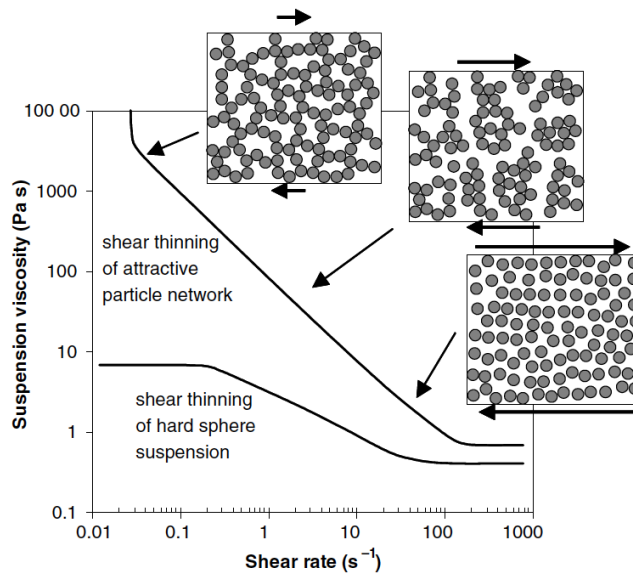 100 00
1000
100
10
1
0.1
Suspension viscosity (Pa s)
shear thinning
of attractive
particle network
shear thinning
of hard sphere
suspension
0.01
0.1
1
10
100
1000
Shear rate (s⁻¹)